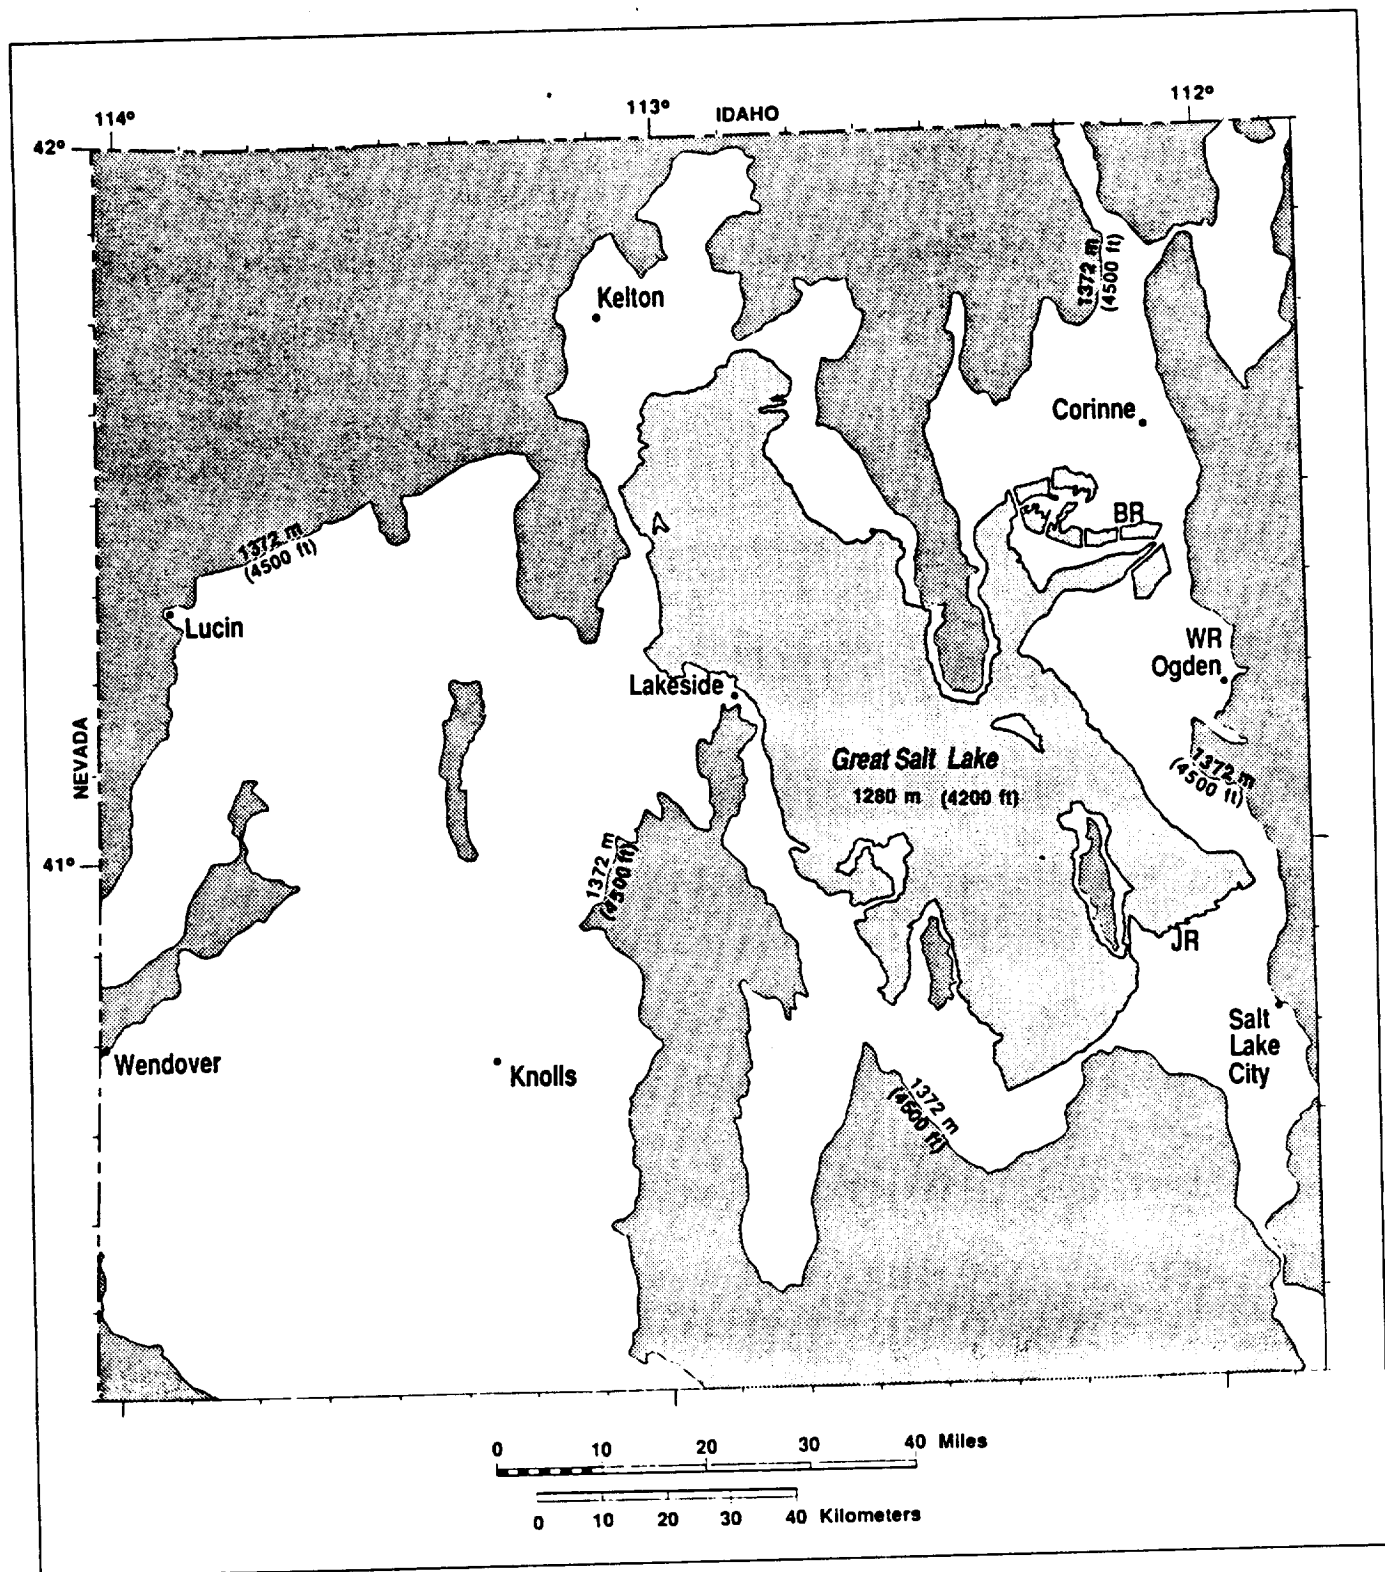 114°
113°
IDAHO
112°
42°
1372 m
(4500 ft)
Kelton
Corinne
BR
1372 m
(4500 ft)
Lucin
WR
Ogden
Lakeside
NEVADA
Great Salt Lake
1280 m (4200 ft)
1372 m
(4500 ft)
41°
1372 m
(4500 ft)
JR
Salt
Lake
City
Wendover
Knolls
1372 m
(4500 ft)
0 10 20 30 40 Miles
0 10 20 30 40 Kilometers